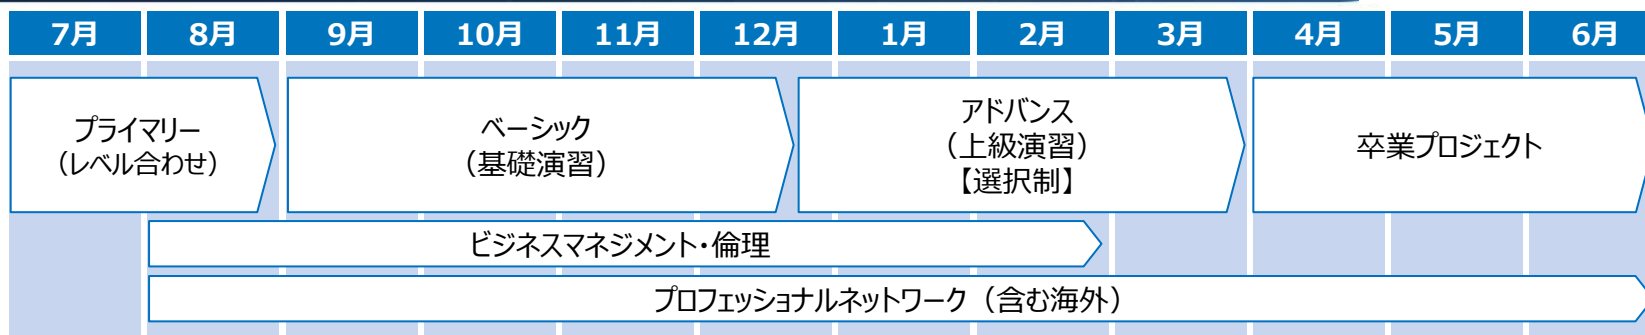 7月 8月 9月 10月 11月 12月 1月 2月 3月 4月 5月 6月
プライマリー
（レベル合わせ）
ベーシック
（基礎演習）
アドバンス
（上級演習）
【選択制】
卒業プロジェクト
ビジネスマネジメント・倫理
プロフェッショナルネットワーク（含む海外）